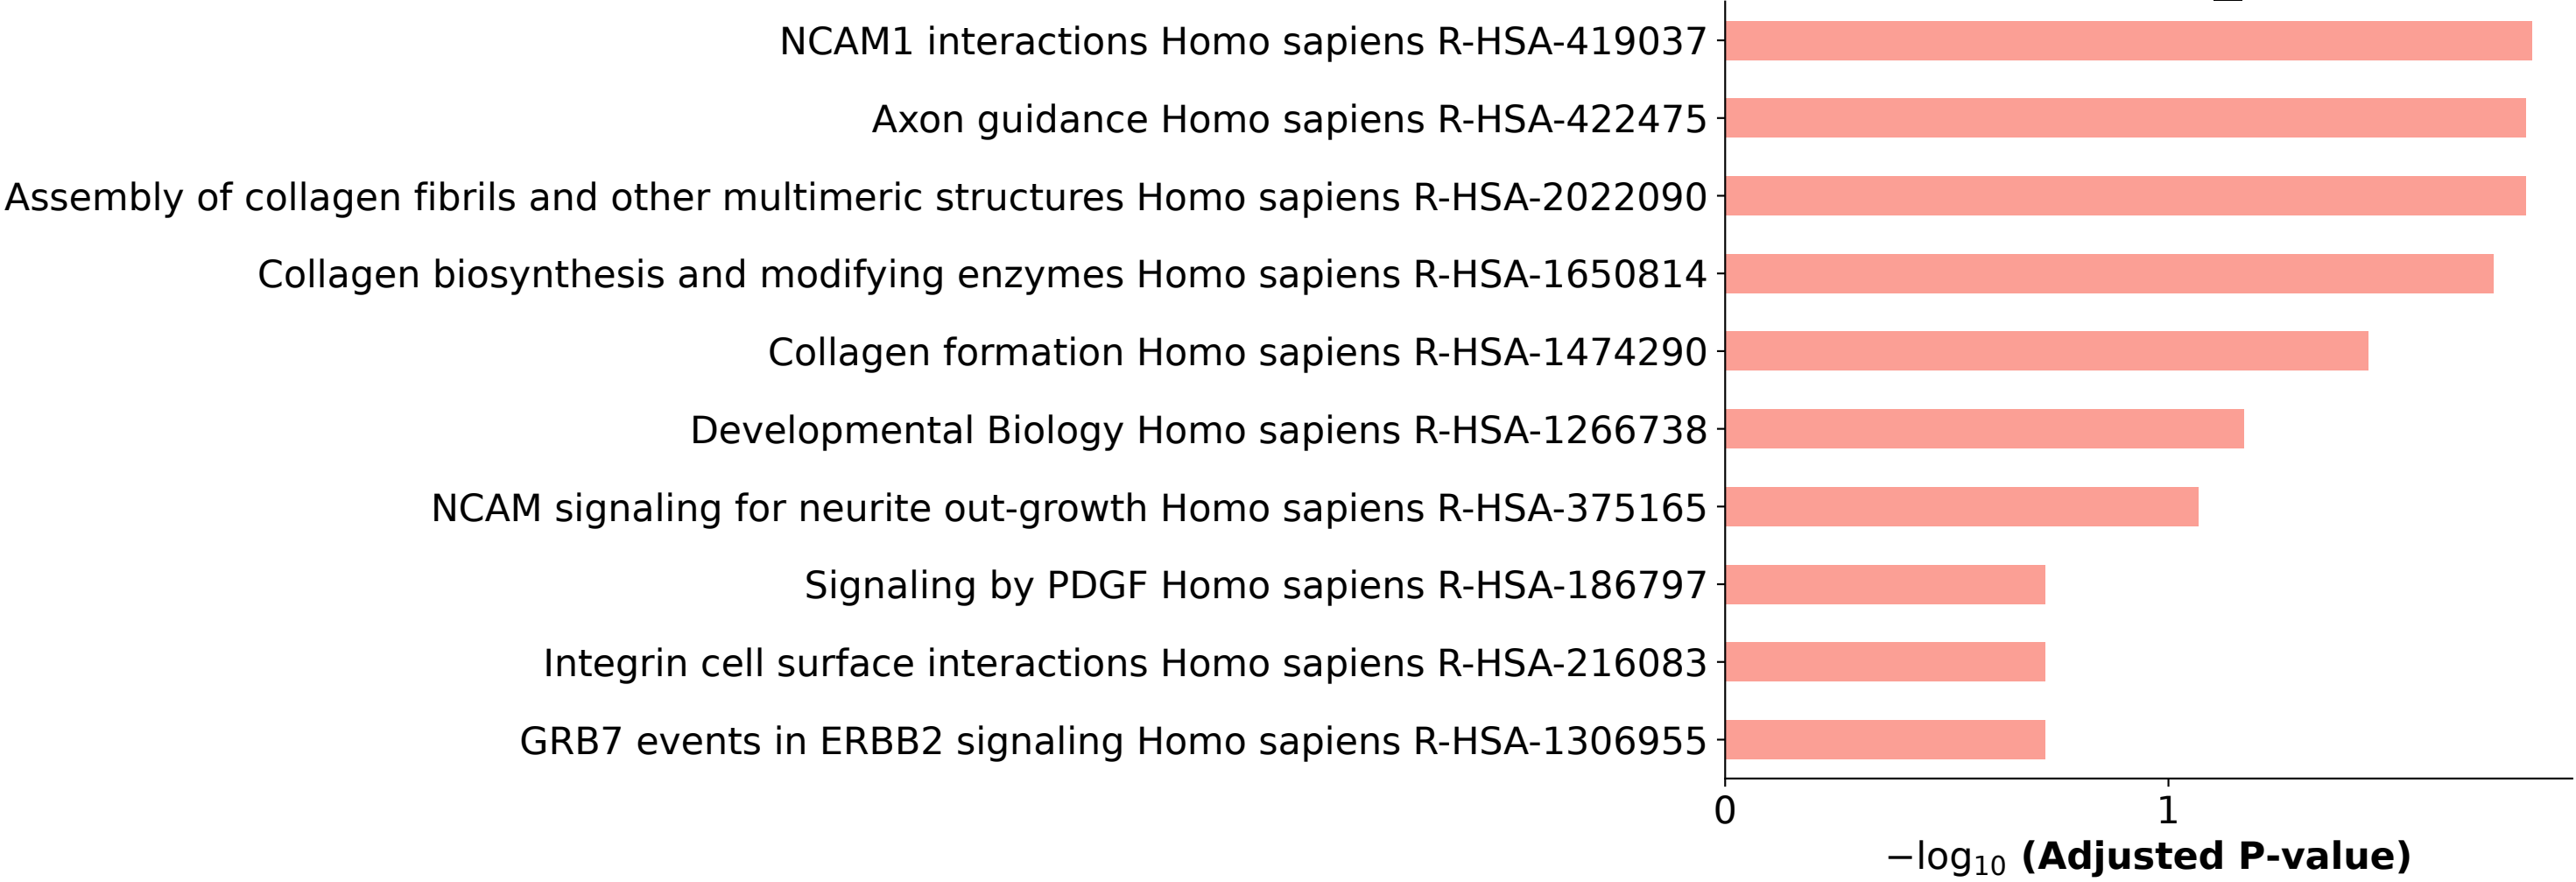 NCAM1 interactions Homo sapiens R-HSA-419037
Axon guidance Homo sapiens R-HSA-422475
Assembly of collagen fibrils and other multimeric structures Homo sapiens R-HSA-2022090
Collagen biosynthesis and modifying enzymes Homo sapiens R-HSA-1650814
Collagen formation Homo sapiens R-HSA-1474290
Developmental Biology Homo sapiens R-HSA-1266738
NCAM signaling for neurite out-growth Homo sapiens R-HSA-375165
Signaling by PDGF Homo sapiens R-HSA-186797
Integrin cell surface interactions Homo sapiens R-HSA-216083
GRB7 events in ERBB2 signaling Homo sapiens R-HSA-1306955
0 1
−log₁₀ (Adjusted P-value)